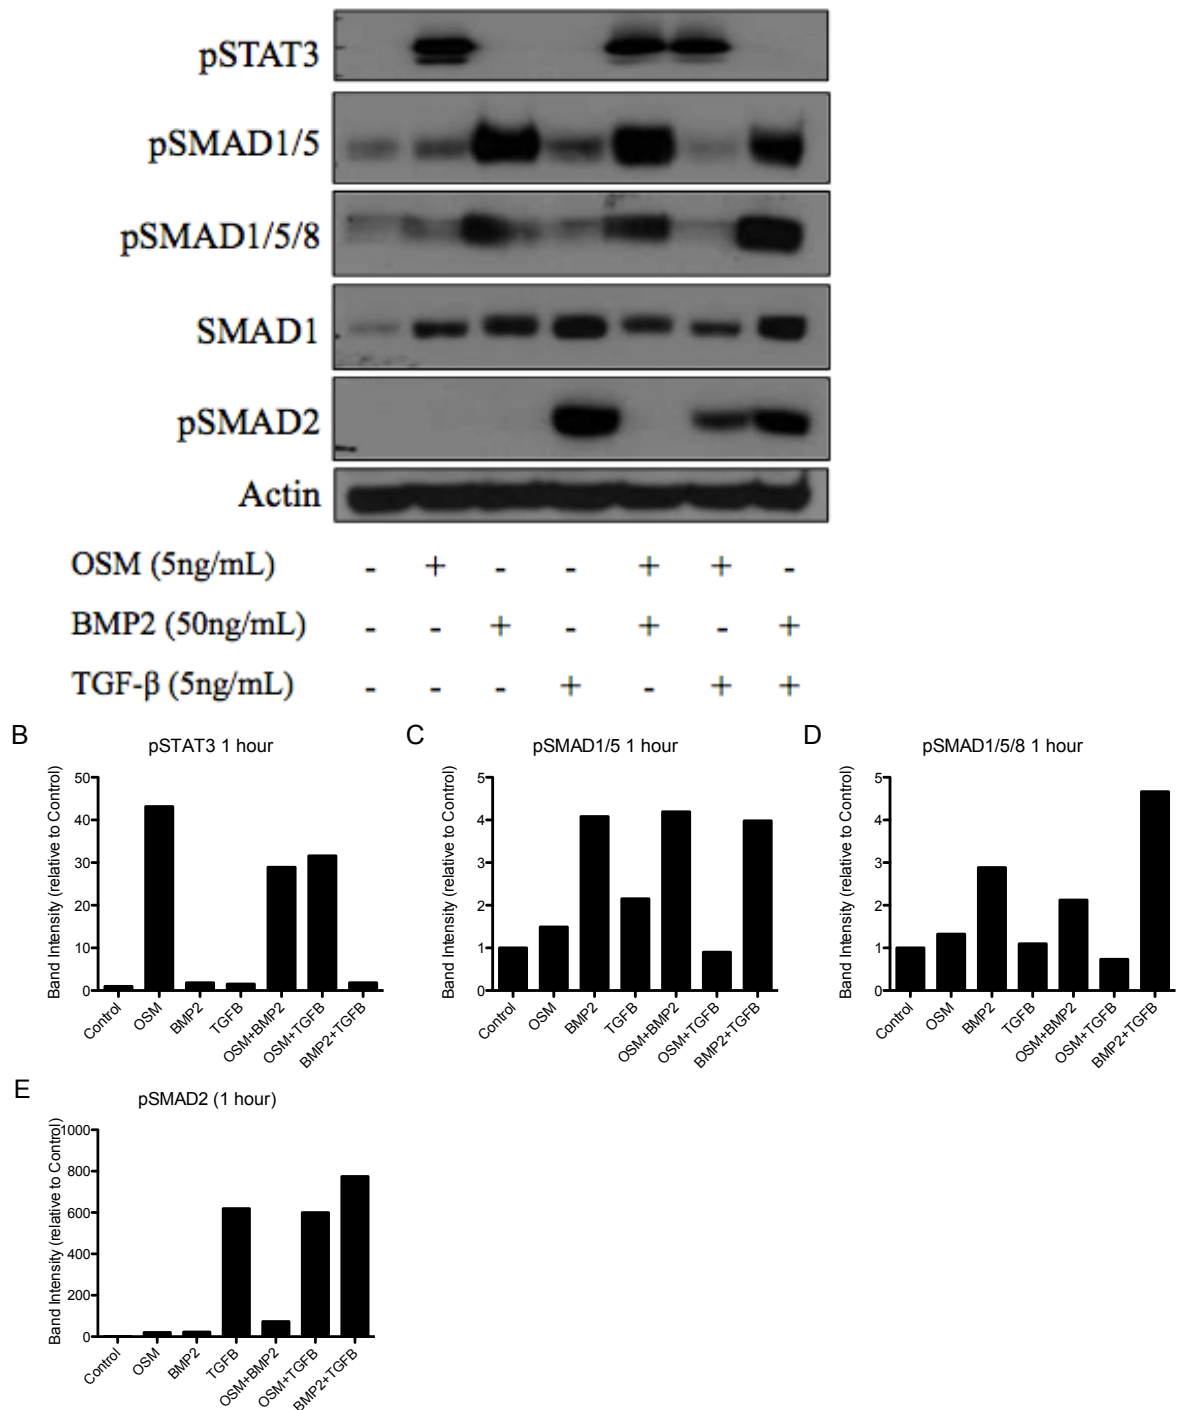 pSTAT3
pSMAD1/5
pSMAD1/5/8
SMAD1
pSMAD2
Actin
OSM (5ng/mL) - + - - + + -
BMP2 (50ng/mL) - - + - + - +
TGF-β (5ng/mL) - - - + - + +
B
pSTAT3 1 hour
Band Intensity (relative to Control)
50
40
30
20
10
0
Control
OSM
BMP2
TGFB
OSM+BMP2
OSM+TGFB
BMP2+TGFB
C
pSMAD1/5 1 hour
Band Intensity (relative to Control)
5
4
3
2
1
0
Control
OSM
BMP2
TGFB
OSM+BMP2
OSM+TGFB
BMP2+TGFB
D
pSMAD1/5/8 1 hour
Band Intensity (relative to Control)
5
4
3
2
1
0
Control
OSM
BMP2
TGFB
OSM+BMP2
OSM+TGFB
BMP2+TGFB
E
pSMAD2 (1 hour)
Band Intensity (relative to Control)
1000
800
600
400
200
0
Control
OSM
BMP2
TGFB
OSM+BMP2
OSM+TGFB
BMP2+TGFB